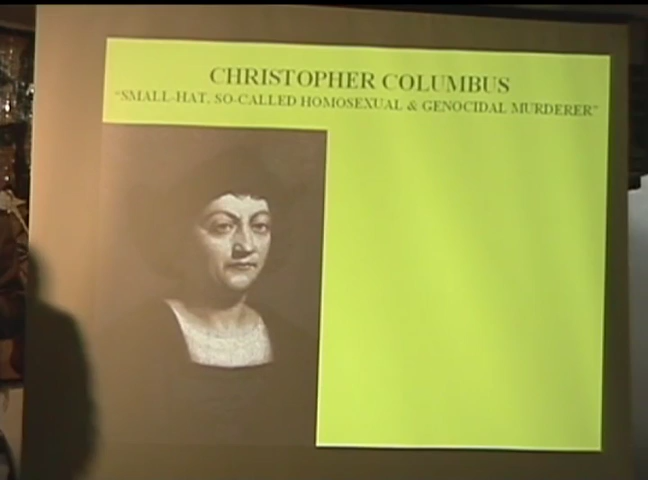 CHRISTOPHER COLUMBUS
"SMALL-HAT, SO-CALLED HOMOSEXUAL & GENOCIDAL MURDERER"